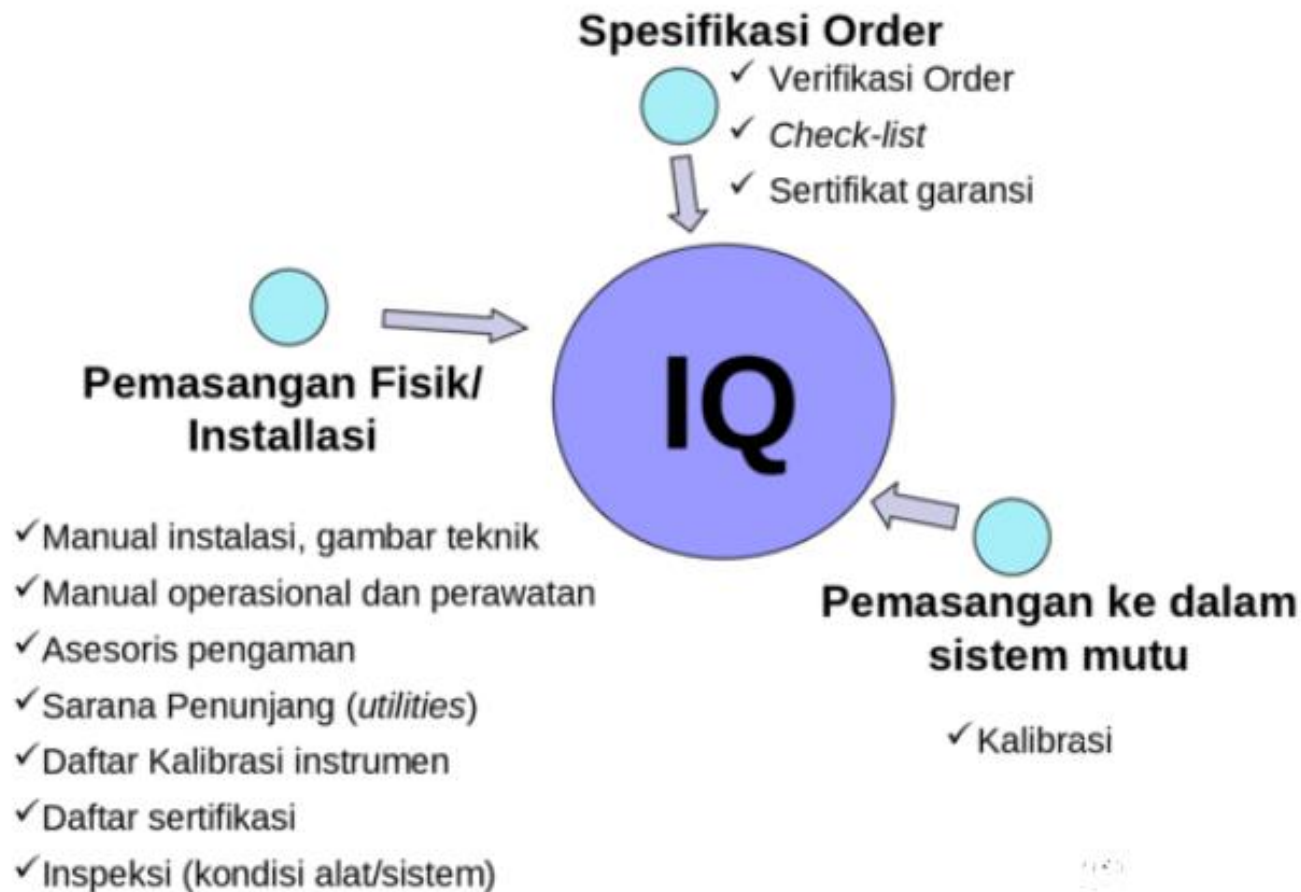 Spesifikasi Order
✓ Verifikasi Order
✓ Check-list
✓ Sertifikat garansi
IQ
Pemasangan Fisik/
Installasi
✓Manual instalasi, gambar teknik
✓Manual operasional dan perawatan
✓Asesoris pengaman
✓Sarana Penunjang (utilities)
✓Daftar Kalibrasi instrumen
✓Daftar sertifikasi
✓Inspeksi (kondisi alat/sistem)
Pemasangan ke dalam
sistem mutu
✓Kalibrasi